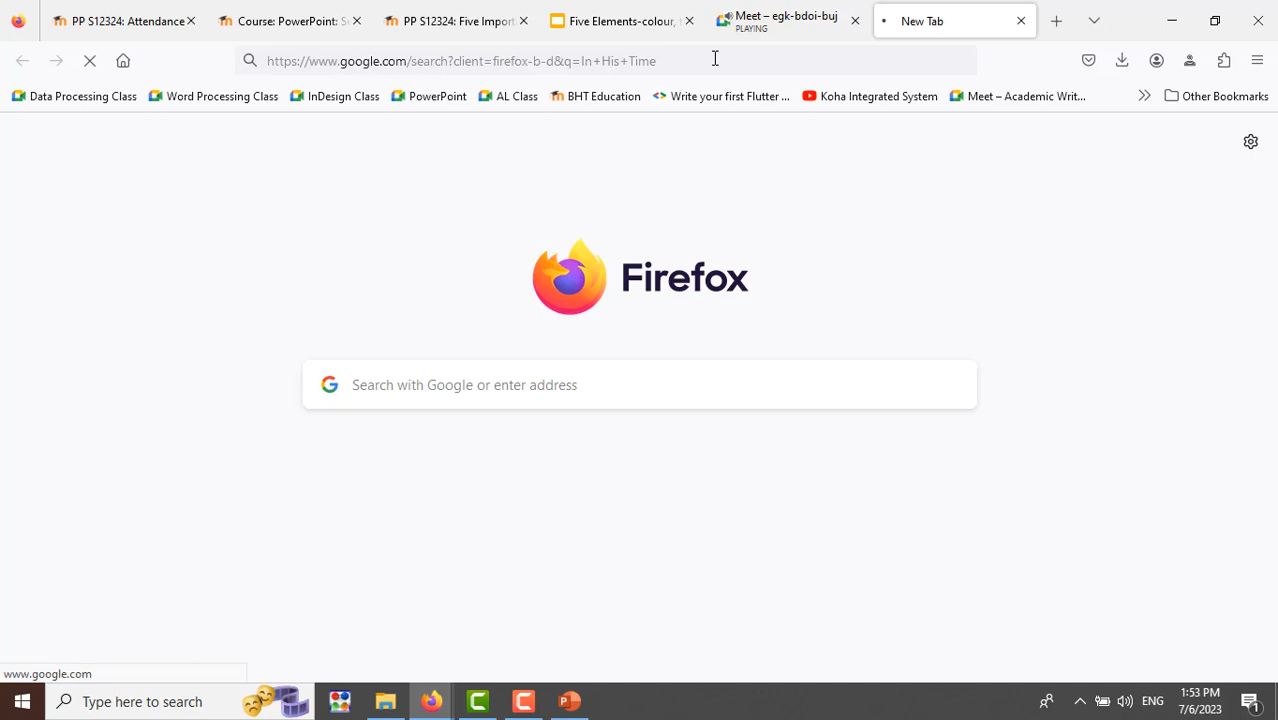 PP S12324: Attendance
Course: PowerPoint: S
PP S12324: Five Impor
Five Elements-colour, t
Meet – egk-bdoi-buj
PLAYING
New Tab
https://www.google.com/search?client=firefox-b-d&q=In+His+Time
Data Processing Class
Word Processing Class
InDesign Class
PowerPoint
AL Class
BHT Education
Write your first Flutter ...
Koha Integrated System
Meet – Academic Writ...
Other Bookmarks
Firefox
Search with Google or enter address
www.google.com
Type here to search
ENG
1:53 PM
7/6/2023
1